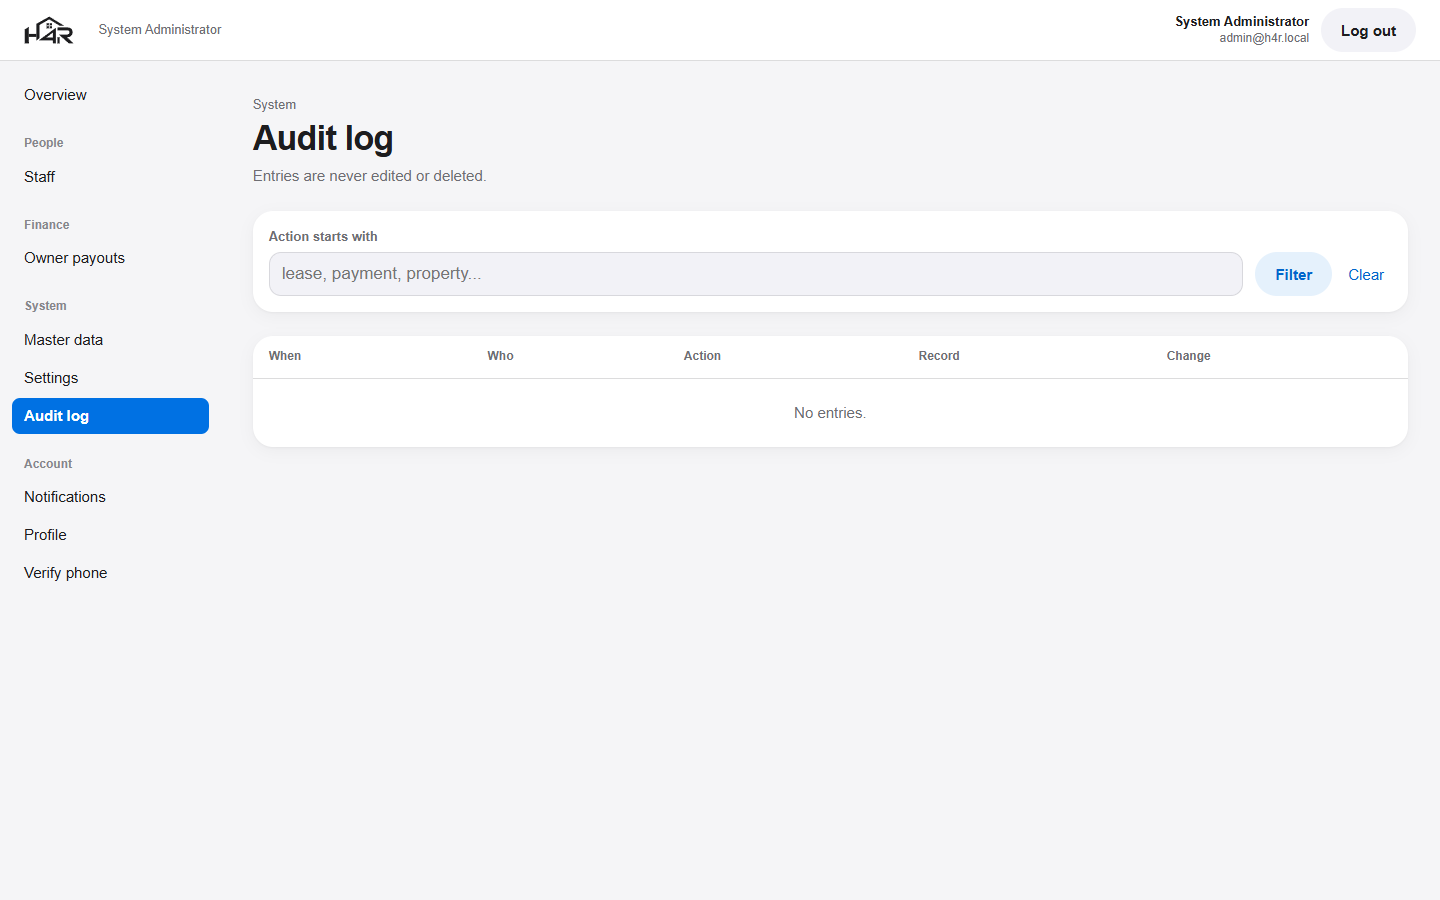 H4R
System Administrator
System Administrator
admin@h4r.local
Log out
Overview
People
Staff
Finance
Owner payouts
System
Master data
Settings
Audit log
Account
Notifications
Profile
Verify phone
System
Audit log
Entries are never edited or deleted.
Action starts with
lease, payment, property...
Filter
Clear
When Who Action Record Change
No entries.